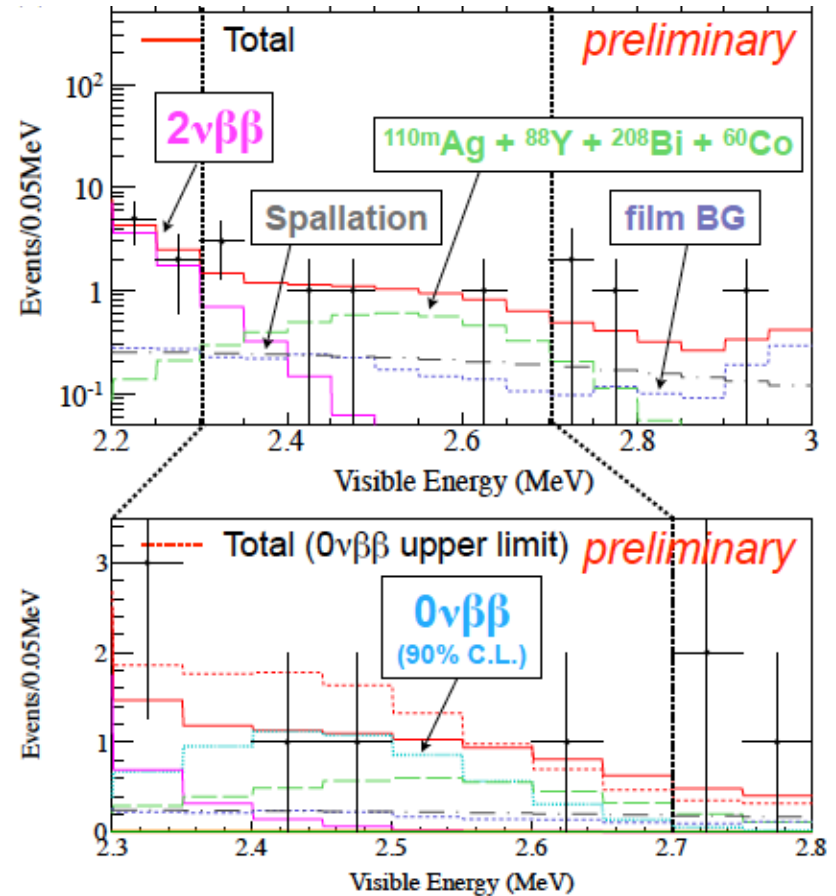 Total
preliminary
10²
10
1
10⁻¹
Events/0.05MeV
2νββ
¹¹⁰ᵐAg + ⁸⁸Y + ²⁰⁸Bi + ⁶⁰Co
Spallation
film BG
2.2 2.4 2.6 2.8 3
Visible Energy (MeV)
Total (0νββ upper limit)
preliminary
3
2
1
0
Events/0.05MeV
0νββ
(90% C.L.)
2.3 2.4 2.5 2.6 2.7 2.8
Visible Energy (MeV)